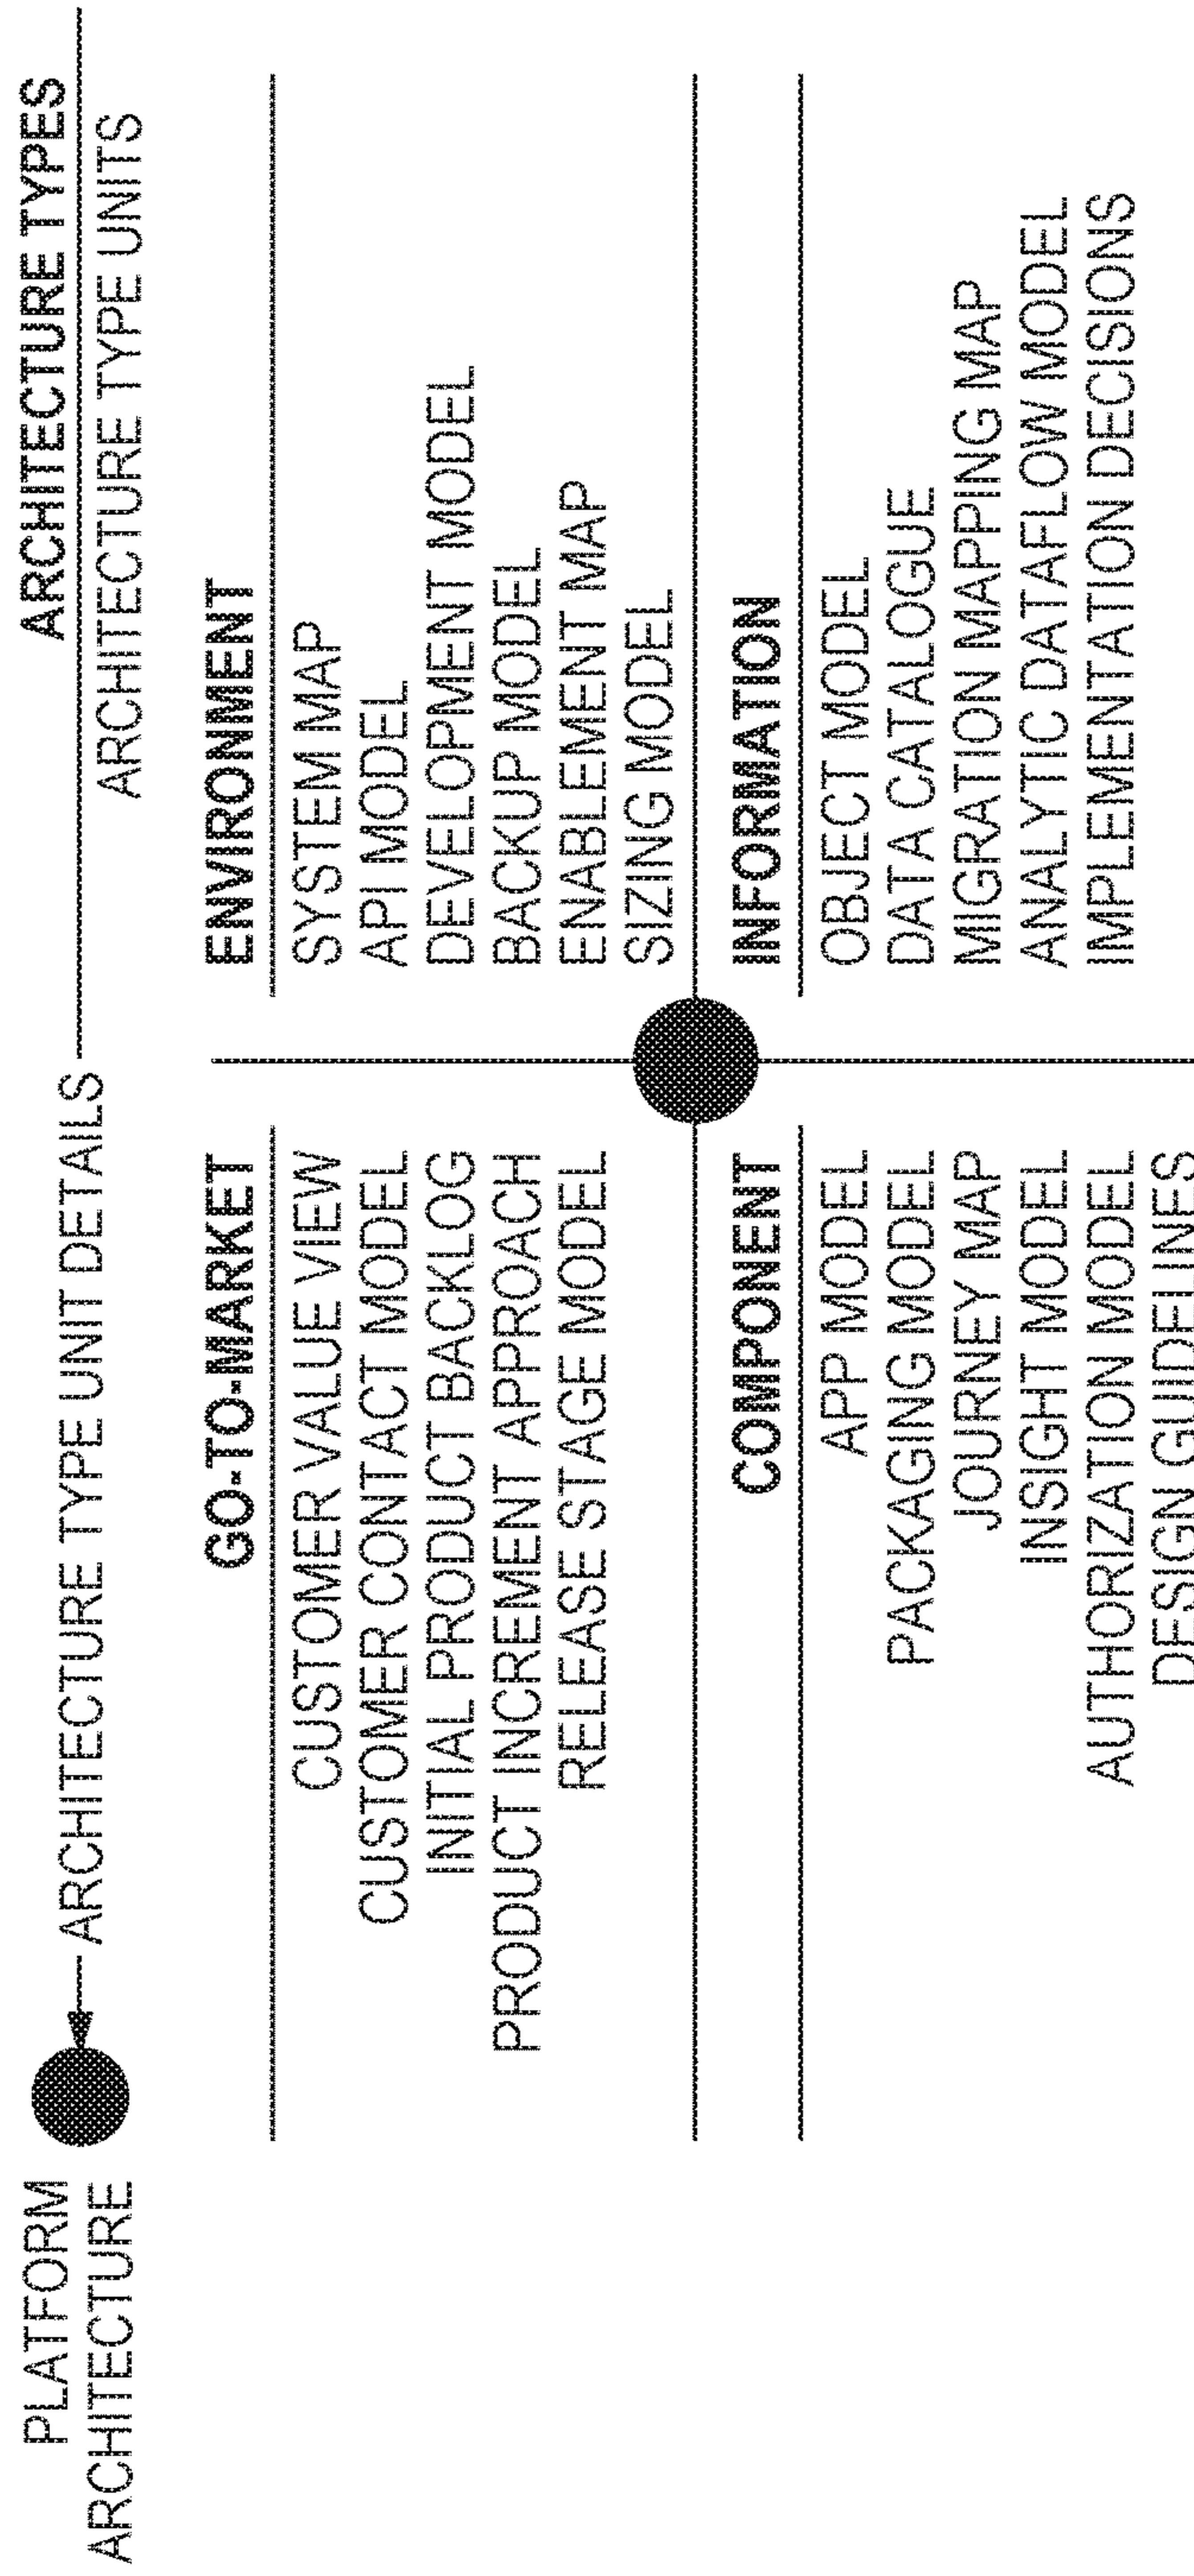 PLATFORM
ARCHITECTURE
ARCHITECTURE TYPE UNIT DETAILS
ARCHITECTURE TYPES
ARCHITECTURE TYPE UNITS
GO-TO-MARKET
CUSTOMER VALUE VIEW
CUSTOMER CONTACT MODEL
INITIAL PRODUCT BACKLOG
PRODUCT INCREMENT APPROACH
RELEASE STAGE MODEL
ENVIRONMENT
SYSTEM MAP
API MODEL
DEVELOPMENT MODEL
BACKUP MODEL
ENABLEMENT MAP
SIZING MODEL
COMPONENT
APP MODEL
PACKAGING MODEL
JOURNEY MAP
INSIGHT MODEL
AUTHORIZATION MODEL
DESIGN GUIDELINES
INFORMATION
OBJECT MODEL
DATA CATALOGUE
MIGRATION MAPPING MAP
ANALYTIC DATAFLOW MODEL
IMPLEMENTATION DECISIONS